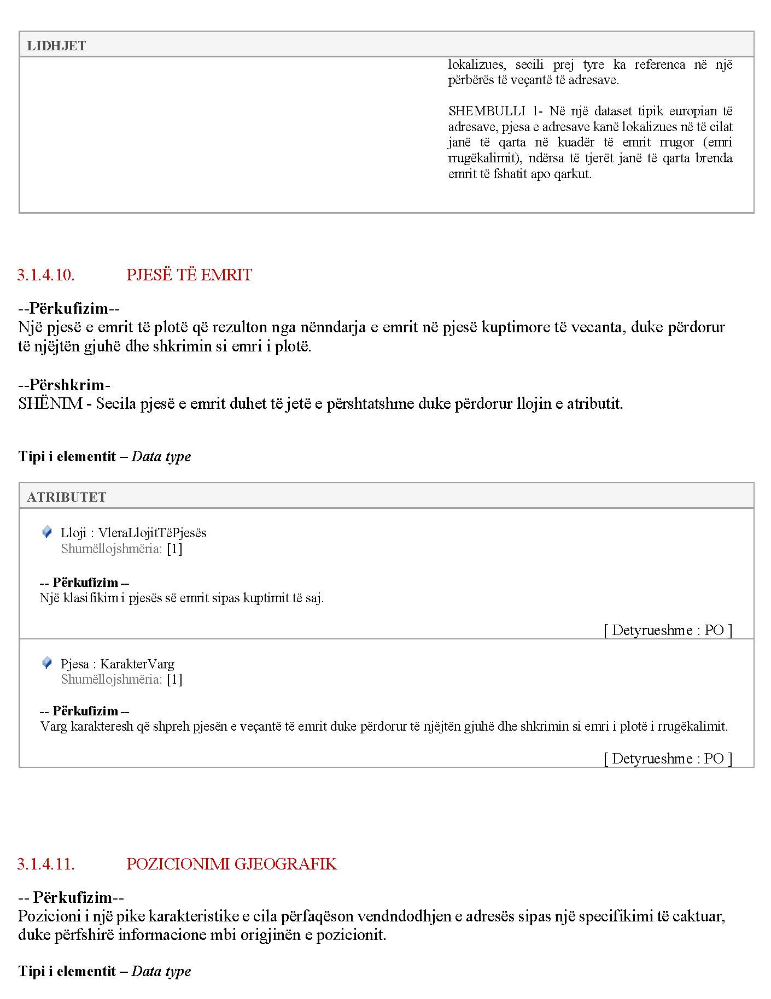 LIDHJET
lokalizues, secili prej tyre ka referenca në një
përbërës të veçantë të adresave.
SHEMBULLI 1- Në një dataset tipik europian të
adresave, pjesa e adresave kanë lokalizues në të cilat
janë të qarta në kuadër të emrit rrugor (emri
rrugëkalimit), ndërsa të tjerët janë të qarta brenda
emrit të fshatit apo qarkut.
3.1.4.10. PJESË TË EMRIT
--Përkufizim--
Një pjesë e emrit të plotë që rezulton nga nënndarja e emrit në pjesë kuptimore të vecanta, duke përdorur
të njëjtën gjuhë dhe shkrimin si emri i plotë.
--Përshkrim-
SHËNIM - Secila pjesë e emrit duhet të jetë e përshtatshme duke përdorur llojin e atributit.
Tipi i elementit – Data type
ATRIBUTET
Lloji : VleraLlojitTëPjesës
Shumëllojshmëria: [1]
-- Përkufizim --
Një klasifikim i pjesës së emrit sipas kuptimit të saj.
[ Detyrueshme : PO ]
Pjesa : KarakterVarg
Shumëllojshmëria: [1]
-- Përkufizim --
Varg karakteresh që shpreh pjesën e veçantë të emrit duke përdorur të njëjtën gjuhë dhe shkrimin si emri i plotë i rrugëkalimit.
[ Detyrueshme : PO ]
3.1.4.11. POZICIONIMI GJEOGRAFIK
-- Përkufizim--
Pozicioni i një pike karakteristike e cila përfaqëson vendndodhjen e adresës sipas një specifikimi të caktuar,
duke përfshirë informacione mbi origjinën e pozicionit.
Tipi i elementit – Data type